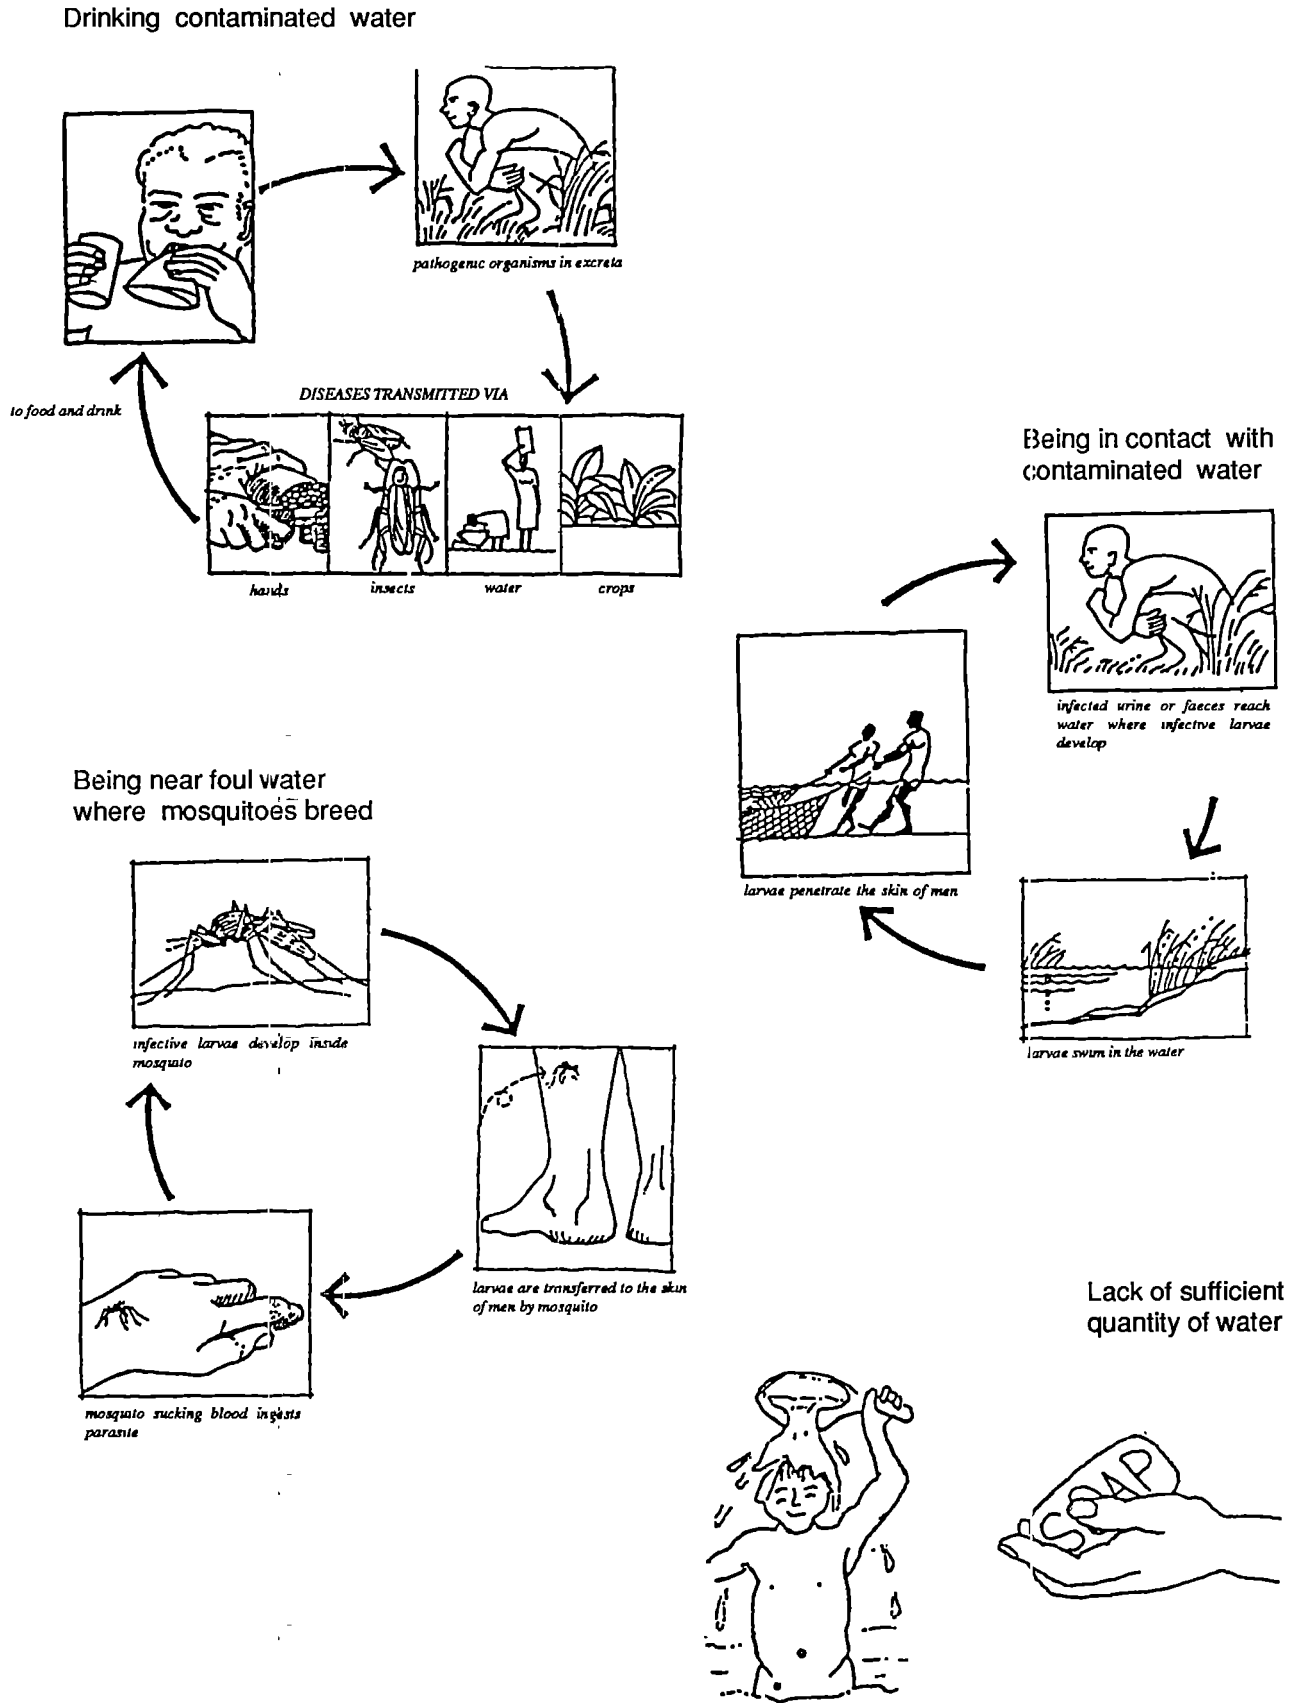 Drinking contaminated water
pathogenic organisms in excreta
to food and drink
DISEASES TRANSMITTED VIA
hands
insects
water
crops
Being in contact with
contaminated water
infected urine or faeces reach
water where infective larvae
develop
larvae penetrate the skin of men
larvae swim in the water
Being near foul water
where mosquitoes breed
infective larvae develop inside
mosquito
larvae are transferred to the skin
of men by mosquito
mosquito sucking blood ingests
parasite
Lack of sufficient
quantity of water
SOAP